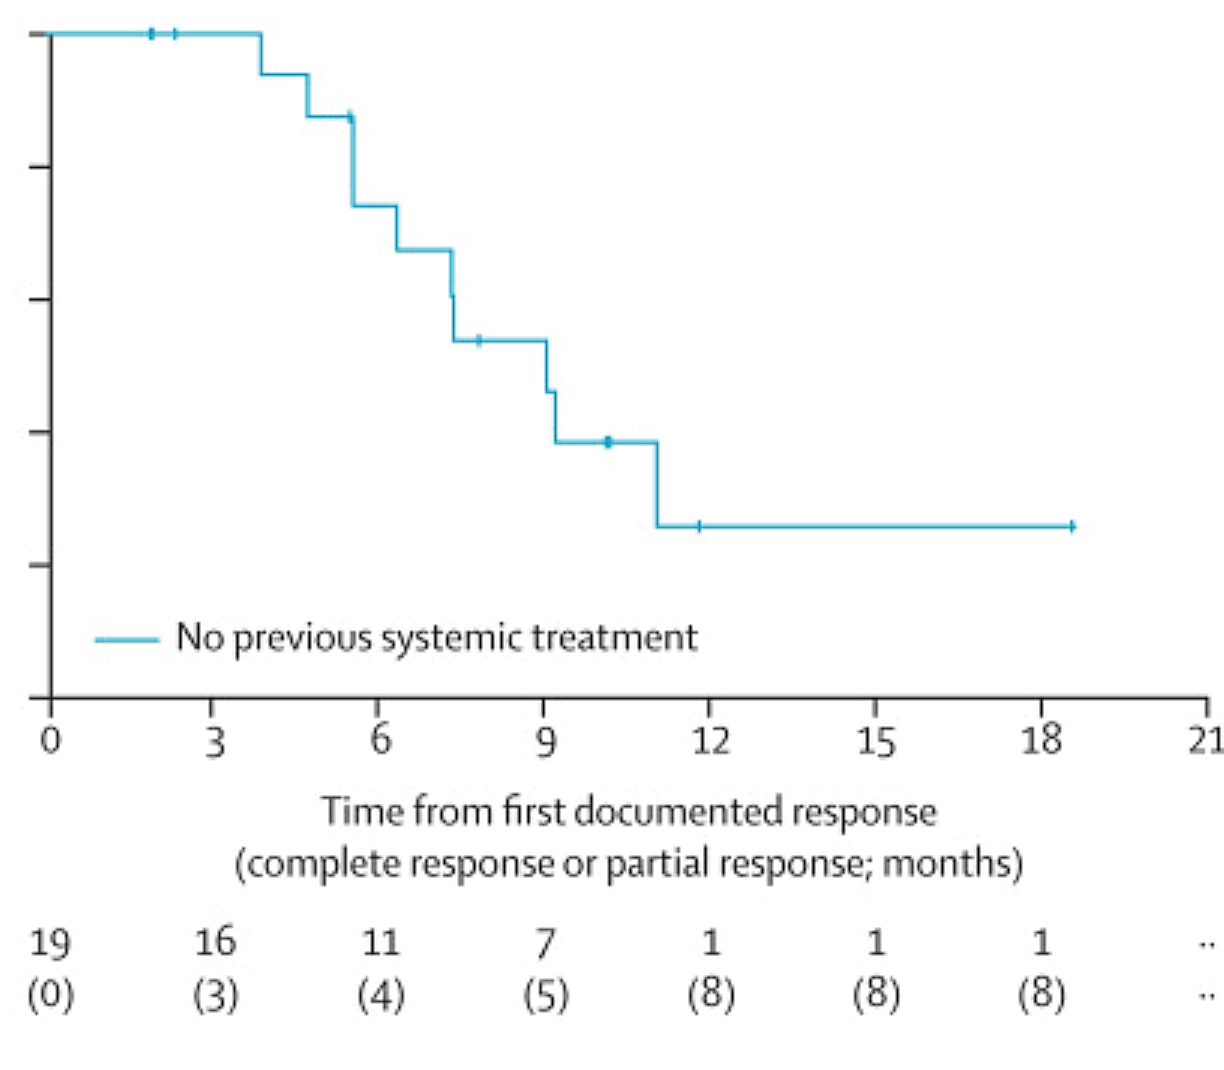 No previous systemic treatment
0 3 6 9 12 15 18 21
Time from first documented response
(complete response or partial response; months)
19 16 11 7 1 1 1 ··
(0) (3) (4) (5) (8) (8) (8) ··